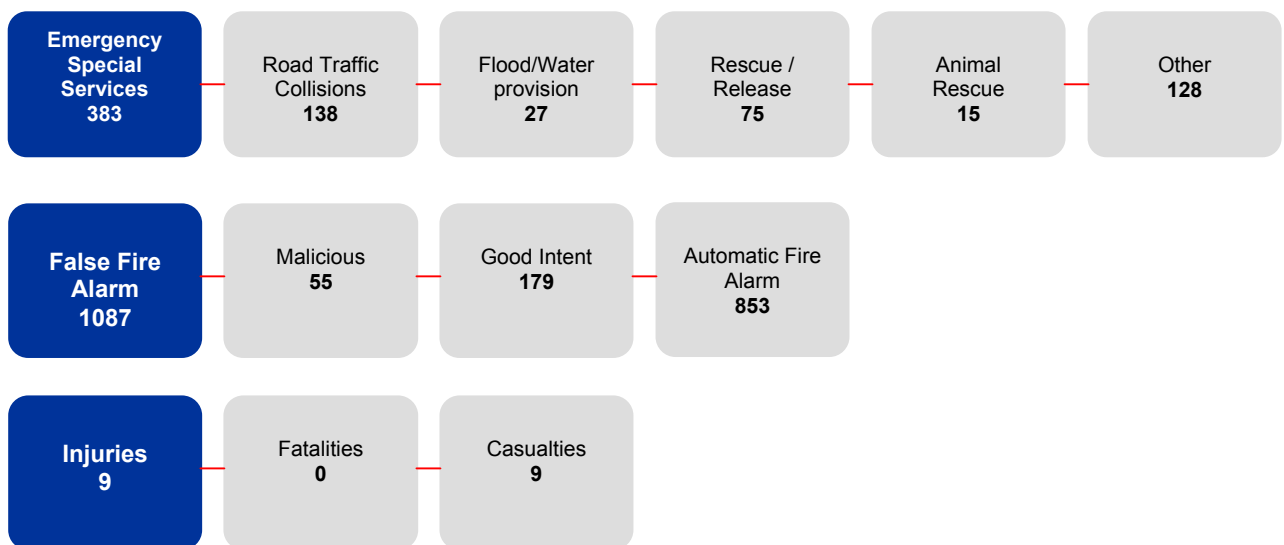 Emergency
Special
Services
383
Road Traffic
Collisions
138
Flood/Water
provision
27
Rescue /
Release
75
Animal
Rescue
15
Other
128
False Fire
Alarm
1087
Malicious
55
Good Intent
179
Automatic Fire
Alarm
853
Injuries
9
Fatalities
0
Casualties
9